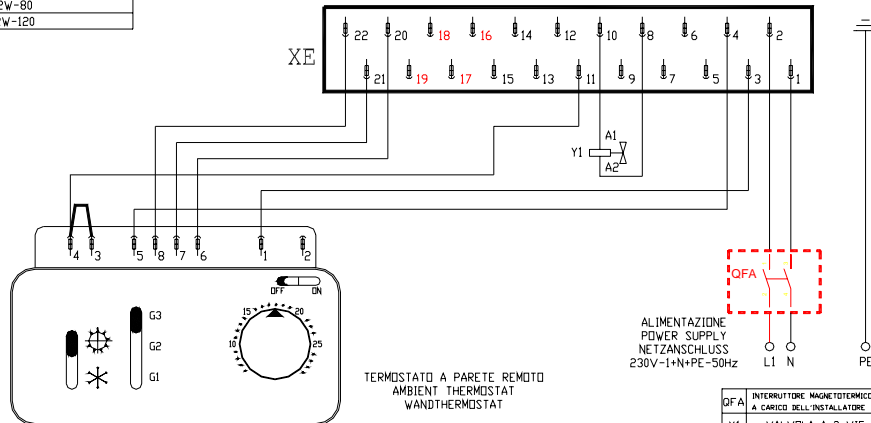 2W-80
2W-120
XE
22 20 18 16 14 12 10 8 6 4 2
21 19 17 15 13 11 9 7 5 3 1
A1
Y1
A2
4 3 5 8 7 6 1 2
OFF ON
QFA
G3
G2
G1
15 20
10 25
TERMOSTATO A PARETE REMOTO
AMBIENT THERMOSTAT
WANDTHERMOSTAT
ALIMENTAZIONE
POWER SUPPLY
NETZANSCHLUSS
230V-1+N+PE-50Hz
L1 N
PE
QFA INTERRUTTORE MAGNETOTERMICO
A CARICO DELL'INSTALLATORE